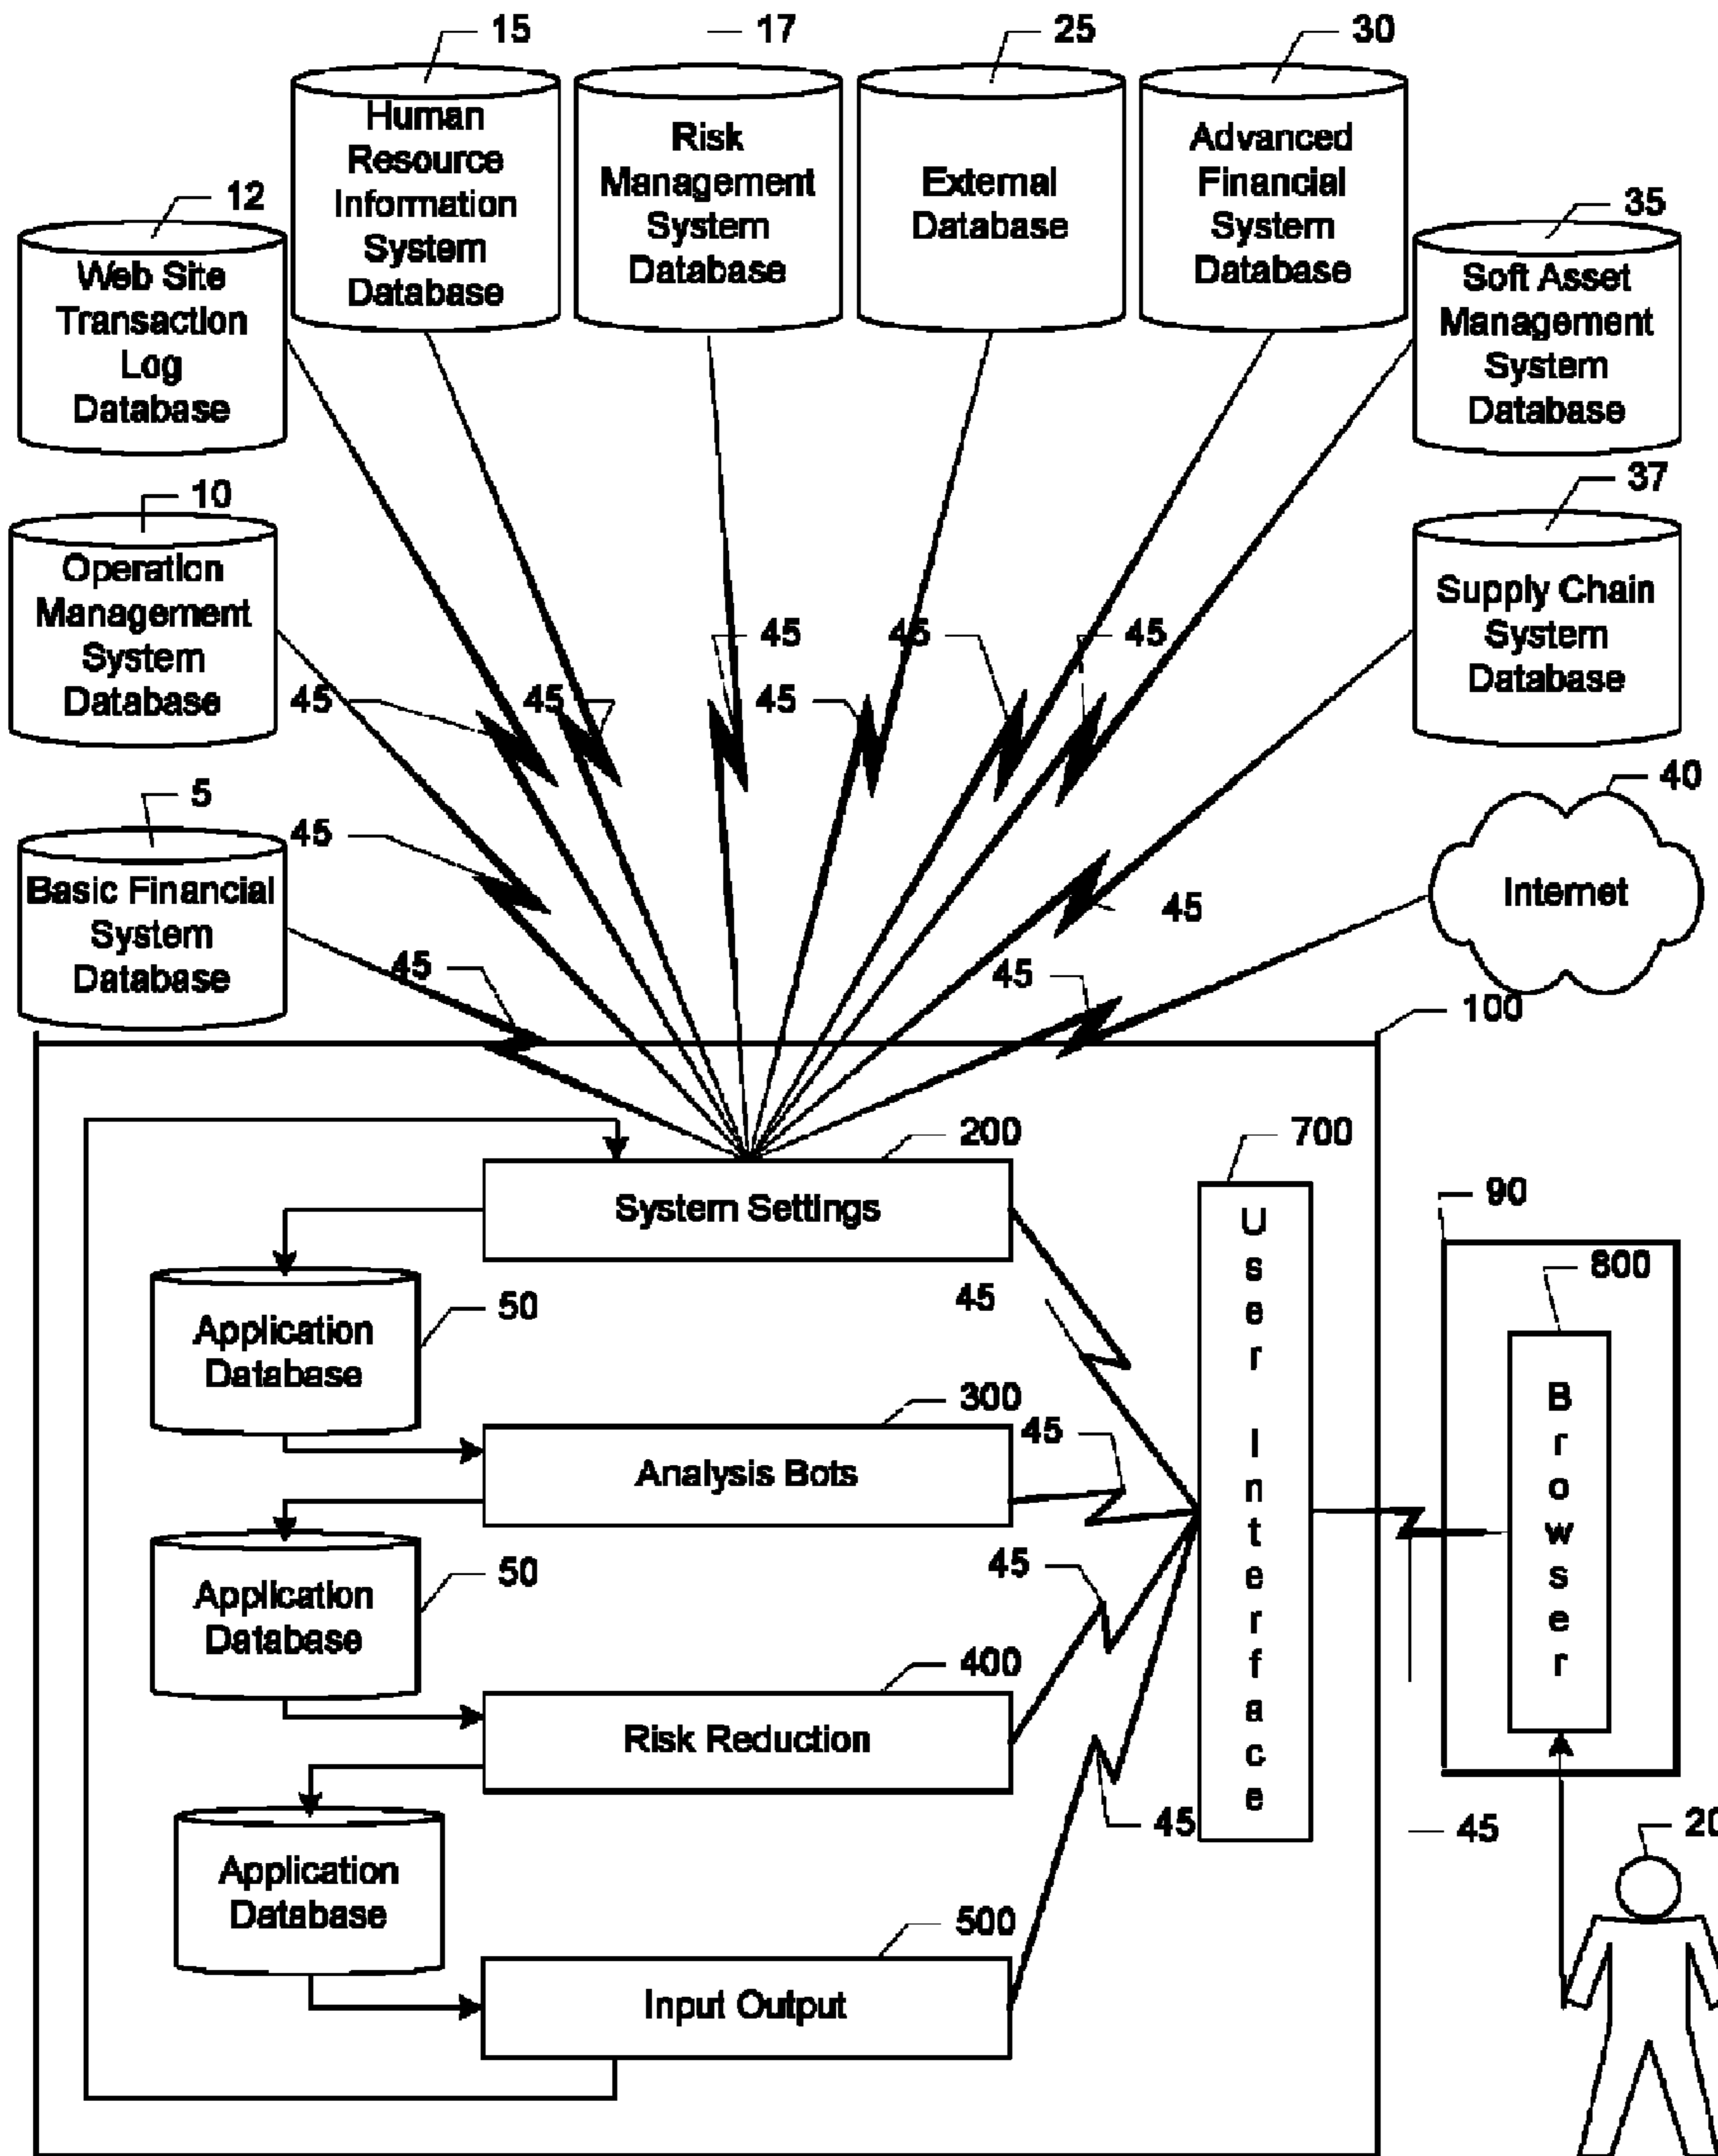 15
17
25
30
Human
Resource
Information
System
Database
Risk
Management
System
Database
External
Database
Advanced
Financial
System
Database
12
Web Site
Transaction
Log
Database
35
Soft Asset
Management
System
Database
10
Operation
Management
System
Database
37
Supply Chain
System
Database
45
45
45
45
45
45
5
Basic Financial
System
Database
45
45
40
Internet
45
45
100
200
System Settings
700
User Interface
90
800
Browser
45
50
Application
Database
300
Analysis Bots
45
50
Application
Database
45
400
Risk Reduction
45
45
20
Application
Database
500
Input Output